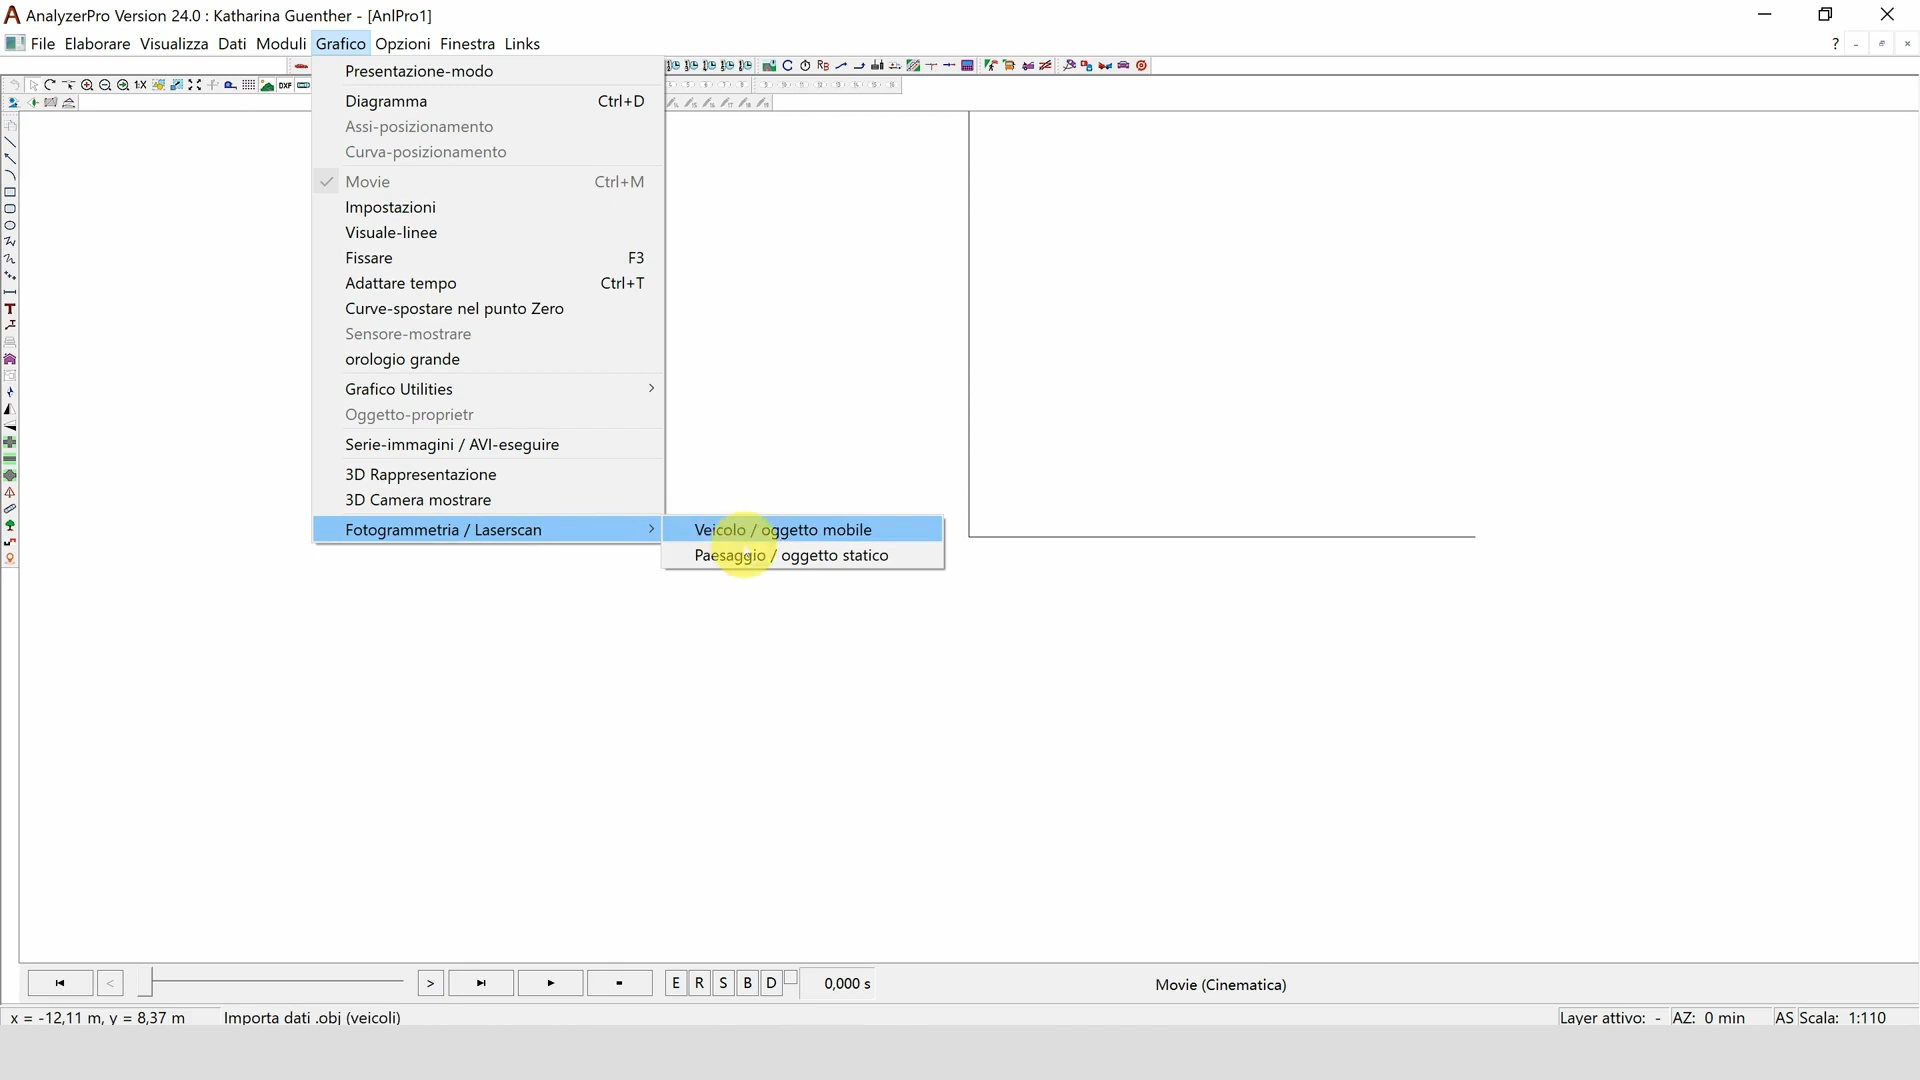 AnalyzerPro Version 24.0 : Katharina Guenther - [AnlPro1]
File Elaborare Visualizza Dati Moduli Grafico Opzioni Finestra Links
?
1:X DXF
Presentazione-modo
Diagramma Ctrl+D
Assi-posizionamento
Curva-posizionamento
Movie Ctrl+M
Impostazioni
Visuale-linee
Fissare F3
Adattare tempo Ctrl+T
Curve-spostare nel punto Zero
Sensore-mostrare
orologio grande
Grafico Utilities
Oggetto-proprietr
Serie-immagini / AVI-eseguire
3D Rappresentazione
3D Camera mostrare
Fotogrammetria / Laserscan
Veicolo / oggetto mobile
Paesaggio / oggetto statico
< > E R S B D 0,000 s Movie (Cinematica)
x = -12,11 m, y = 8,37 m Importa dati .obj (veicoli) Layer attivo: - AZ: 0 min AS Scala: 1:110